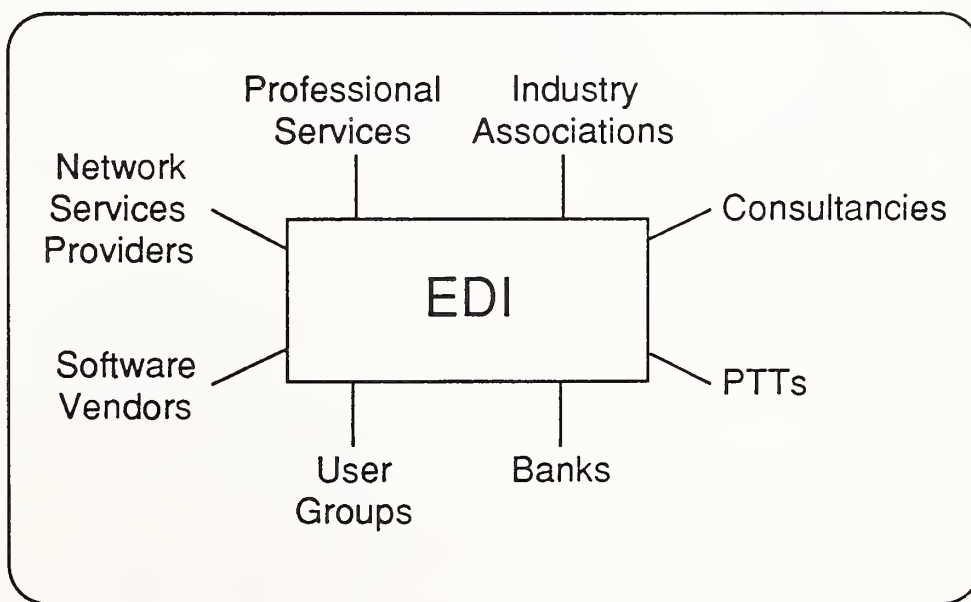 Professional
Services
Industry
Associations
Network
Services
Providers
Consultancies
EDI
Software
Vendors
PTTs
User
Groups
Banks